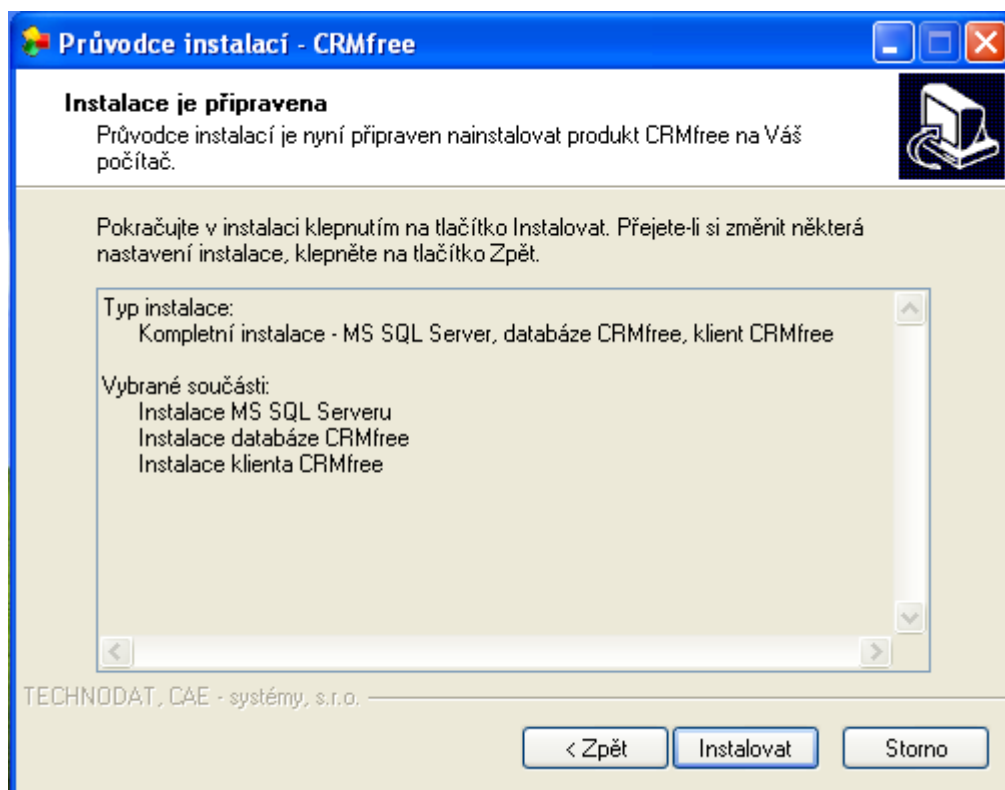 Průvodce instalací - CRMfree
Instalace je připravena
Průvodce instalací je nyní připraven nainstalovat produkt CRMfree na Váš
počítač.
Pokračujte v instalaci klepnutím na tlačítko Instalovat. Přejete-li si změnit některá
nastavení instalace, klepněte na tlačítko Zpět.
Typ instalace:
Kompletní instalace - MS SQL Server, databáze CRMfree, klient CRMfree
Vybrané součásti:
Instalace MS SQL Serveru
Instalace databáze CRMfree
Instalace klienta CRMfree
TECHNODAT, CAE - systémy, s.r.o.
< Zpět Instalovat Storno